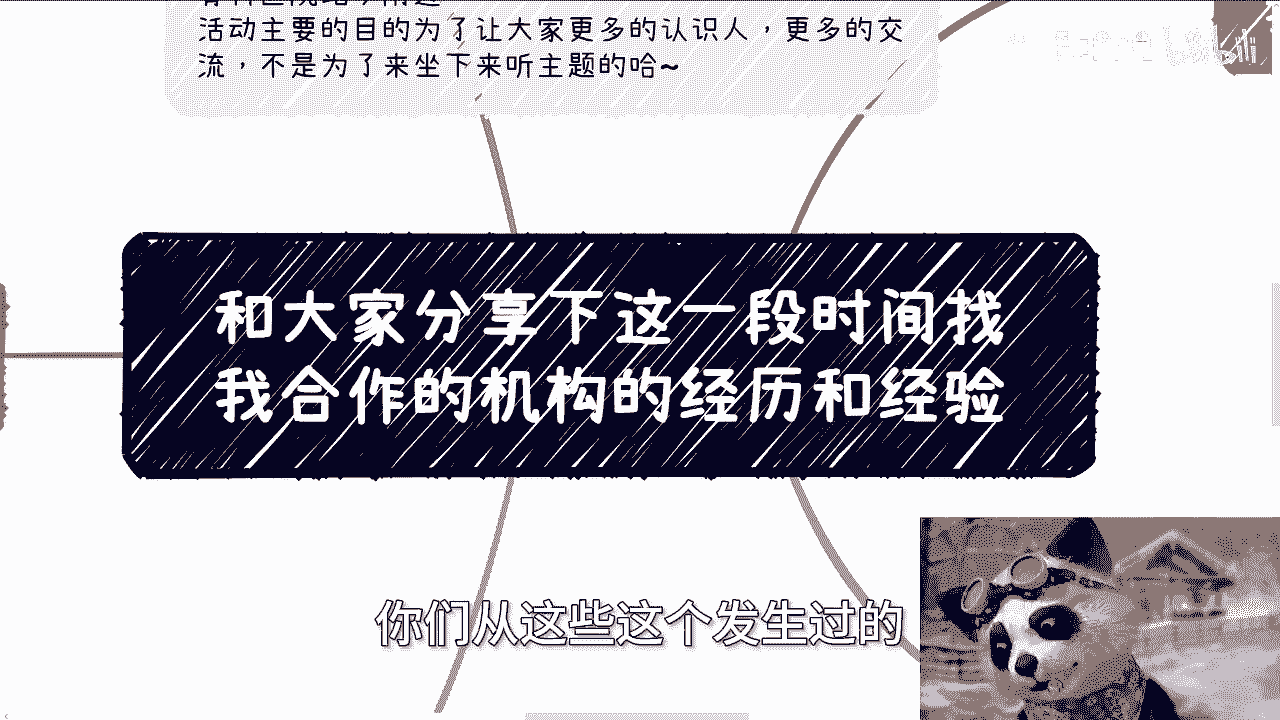 活动主要的目的为了让大家更多的认识人，更多的交
流，不是为了来坐下来听主题的哈~
bilibili
和大家分享下这一段时间找
我合作的机构的经历和经验
你们从这些这个发生过的